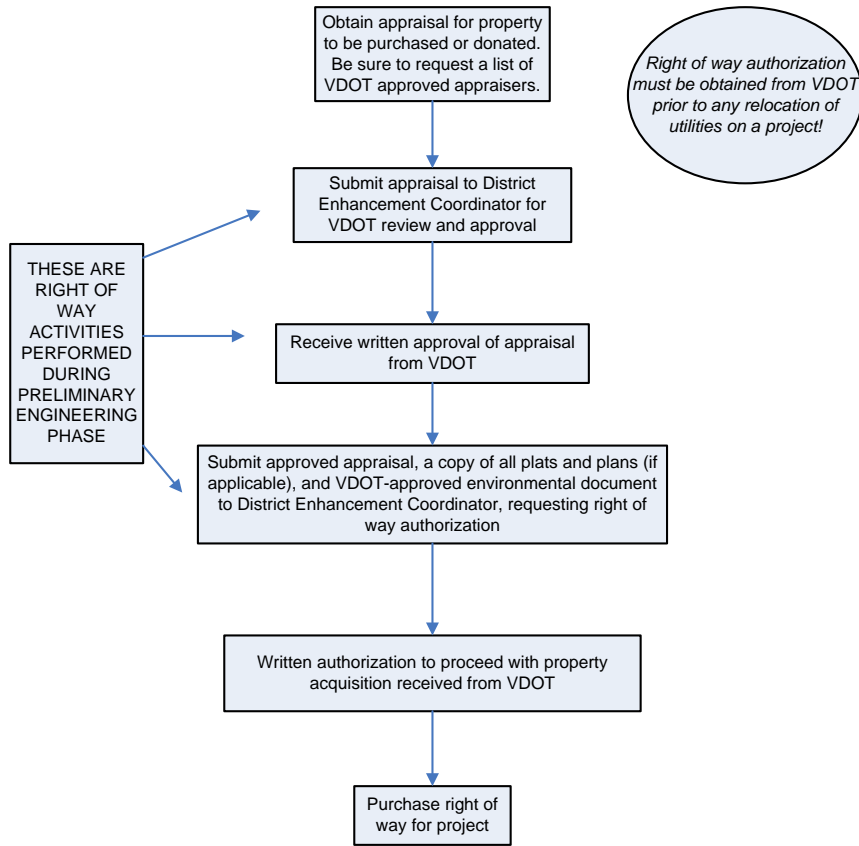 Obtain appraisal for property
to be purchased or donated.
Be sure to request a list of
VDOT approved appraisers.
Right of way authorization
must be obtained from VDOT
prior to any relocation of
utilities on a project!
Submit appraisal to District
Enhancement Coordinator for
VDOT review and approval
THESE ARE
RIGHT OF
WAY
ACTIVITIES
PERFORMED
DURING
PRELIMINARY
ENGINEERING
PHASE
Receive written approval of appraisal
from VDOT
Submit approved appraisal, a copy of all plats and plans (if
applicable), and VDOT-approved environmental document
to District Enhancement Coordinator, requesting right of
way authorization
Written authorization to proceed with property
acquisition received from VDOT
Purchase right of
way for project